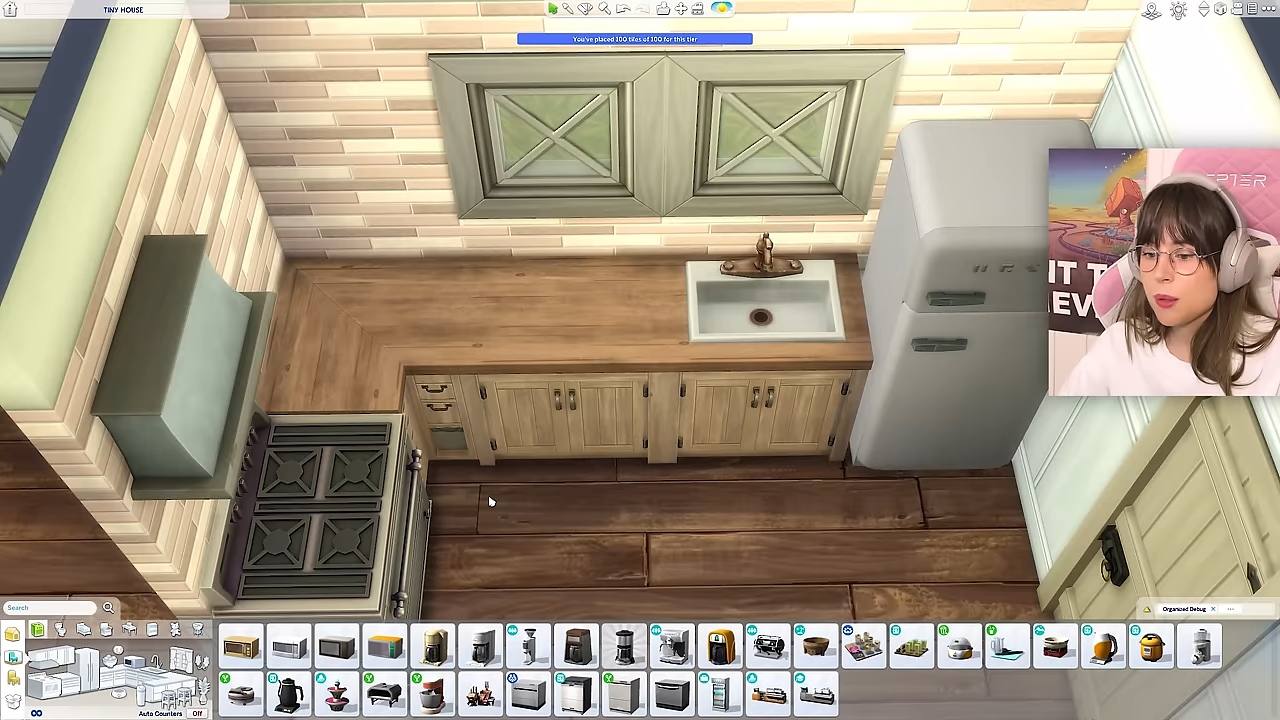 TINY HOUSE
You've placed 100 tiles of 100 for this tier
Organized Debug
Search
Auto Counters
Off